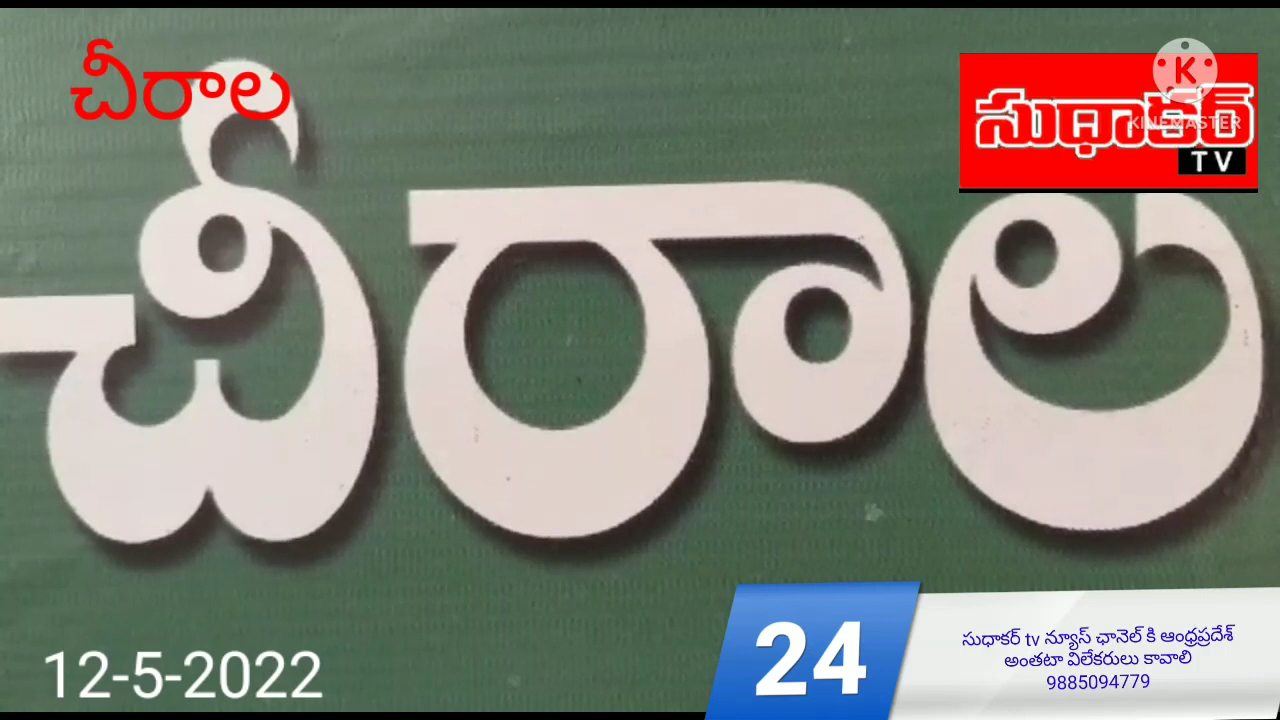 చీరాల
సుధాకర్
TV
KINEMASTER
చీరాల
12-5-2022
24
సుధాకర్ tv న్యూస్ ఛానెల్ కి ఆంధ్రప్రదేశ్
అంతటా విలేకరులు కావాలి
9885094779